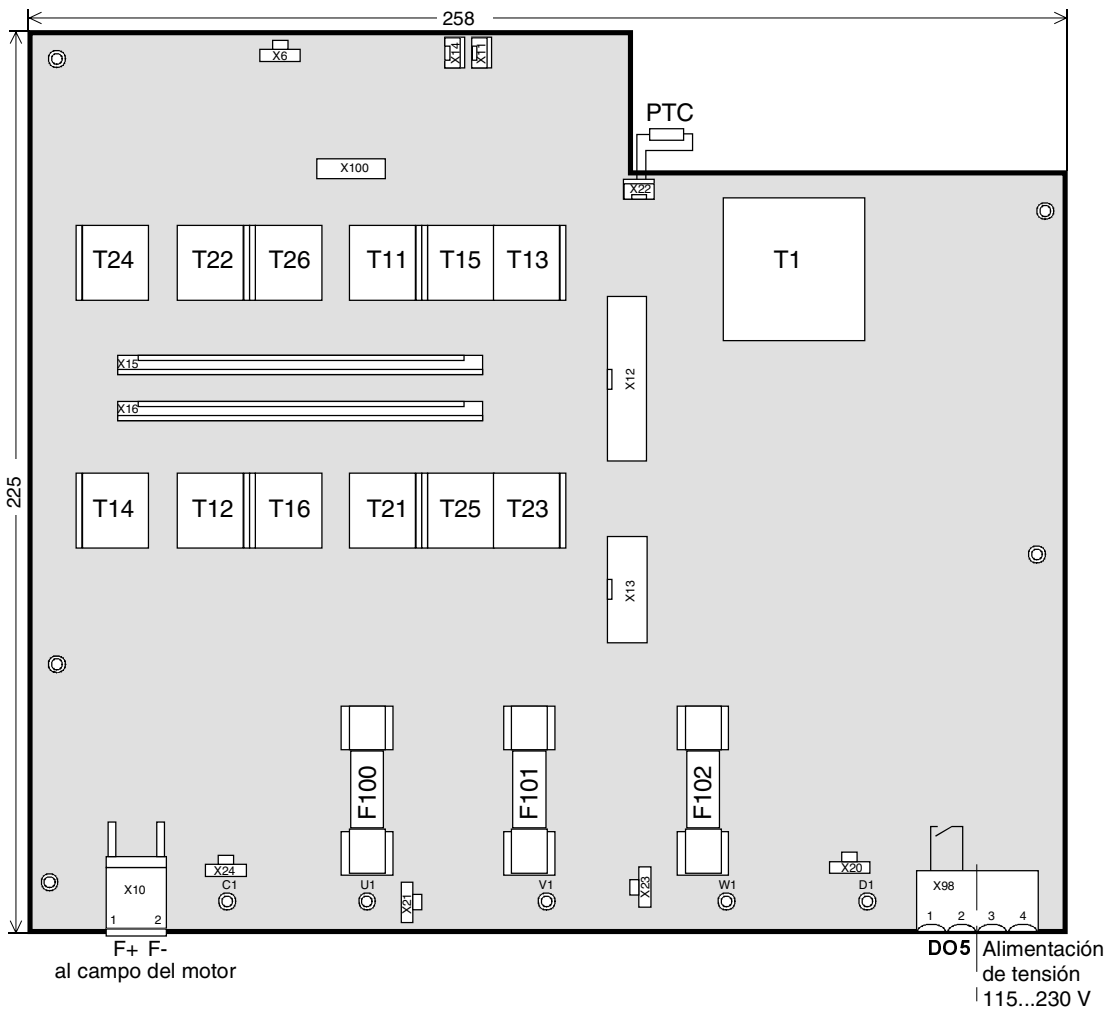 258
X6
X14 X11
PTC
X100
X22
T24 T22 T26 T11 T15 T13
T1
X15
X12
X16
225
T14 T12 T16 T21 T25 T23
X13
F100 F101 F102
X24
X20
X10
C1
U1
X21
V1
X23
W1
D1
X98
1 2
1 2 3 4
F+ F-
al campo del motor
DO5
Alimentación
de tensión
115...230 V